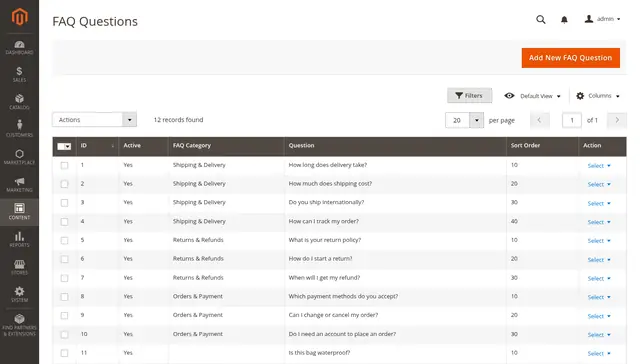 FAQ Questions
admin
Add New FAQ Question
Filters
Default View
Columns
Actions
12 records found
20
per page
1
of 1
ID
Active
FAQ Category
Question
Sort Order
Action
1 Yes Shipping & Delivery How long does delivery take? 10 Select
2 Yes Shipping & Delivery How much does shipping cost? 20 Select
3 Yes Shipping & Delivery Do you ship internationally? 30 Select
4 Yes Shipping & Delivery How can I track my order? 40 Select
5 Yes Returns & Refunds What is your return policy? 10 Select
6 Yes Returns & Refunds How do I start a return? 20 Select
7 Yes Returns & Refunds When will I get my refund? 30 Select
8 Yes Orders & Payment Which payment methods do you accept? 10 Select
9 Yes Orders & Payment Can I change or cancel my order? 20 Select
10 Yes Orders & Payment Do I need an account to place an order? 30 Select
11 Yes Is this bag waterproof? 10 Select
DASHBOARD
SALES
CATALOG
CUSTOMERS
MARKETPLACE
MARKETING
CONTENT
REPORTS
STORES
SYSTEM
FIND PARTNERS
& EXTENSIONS